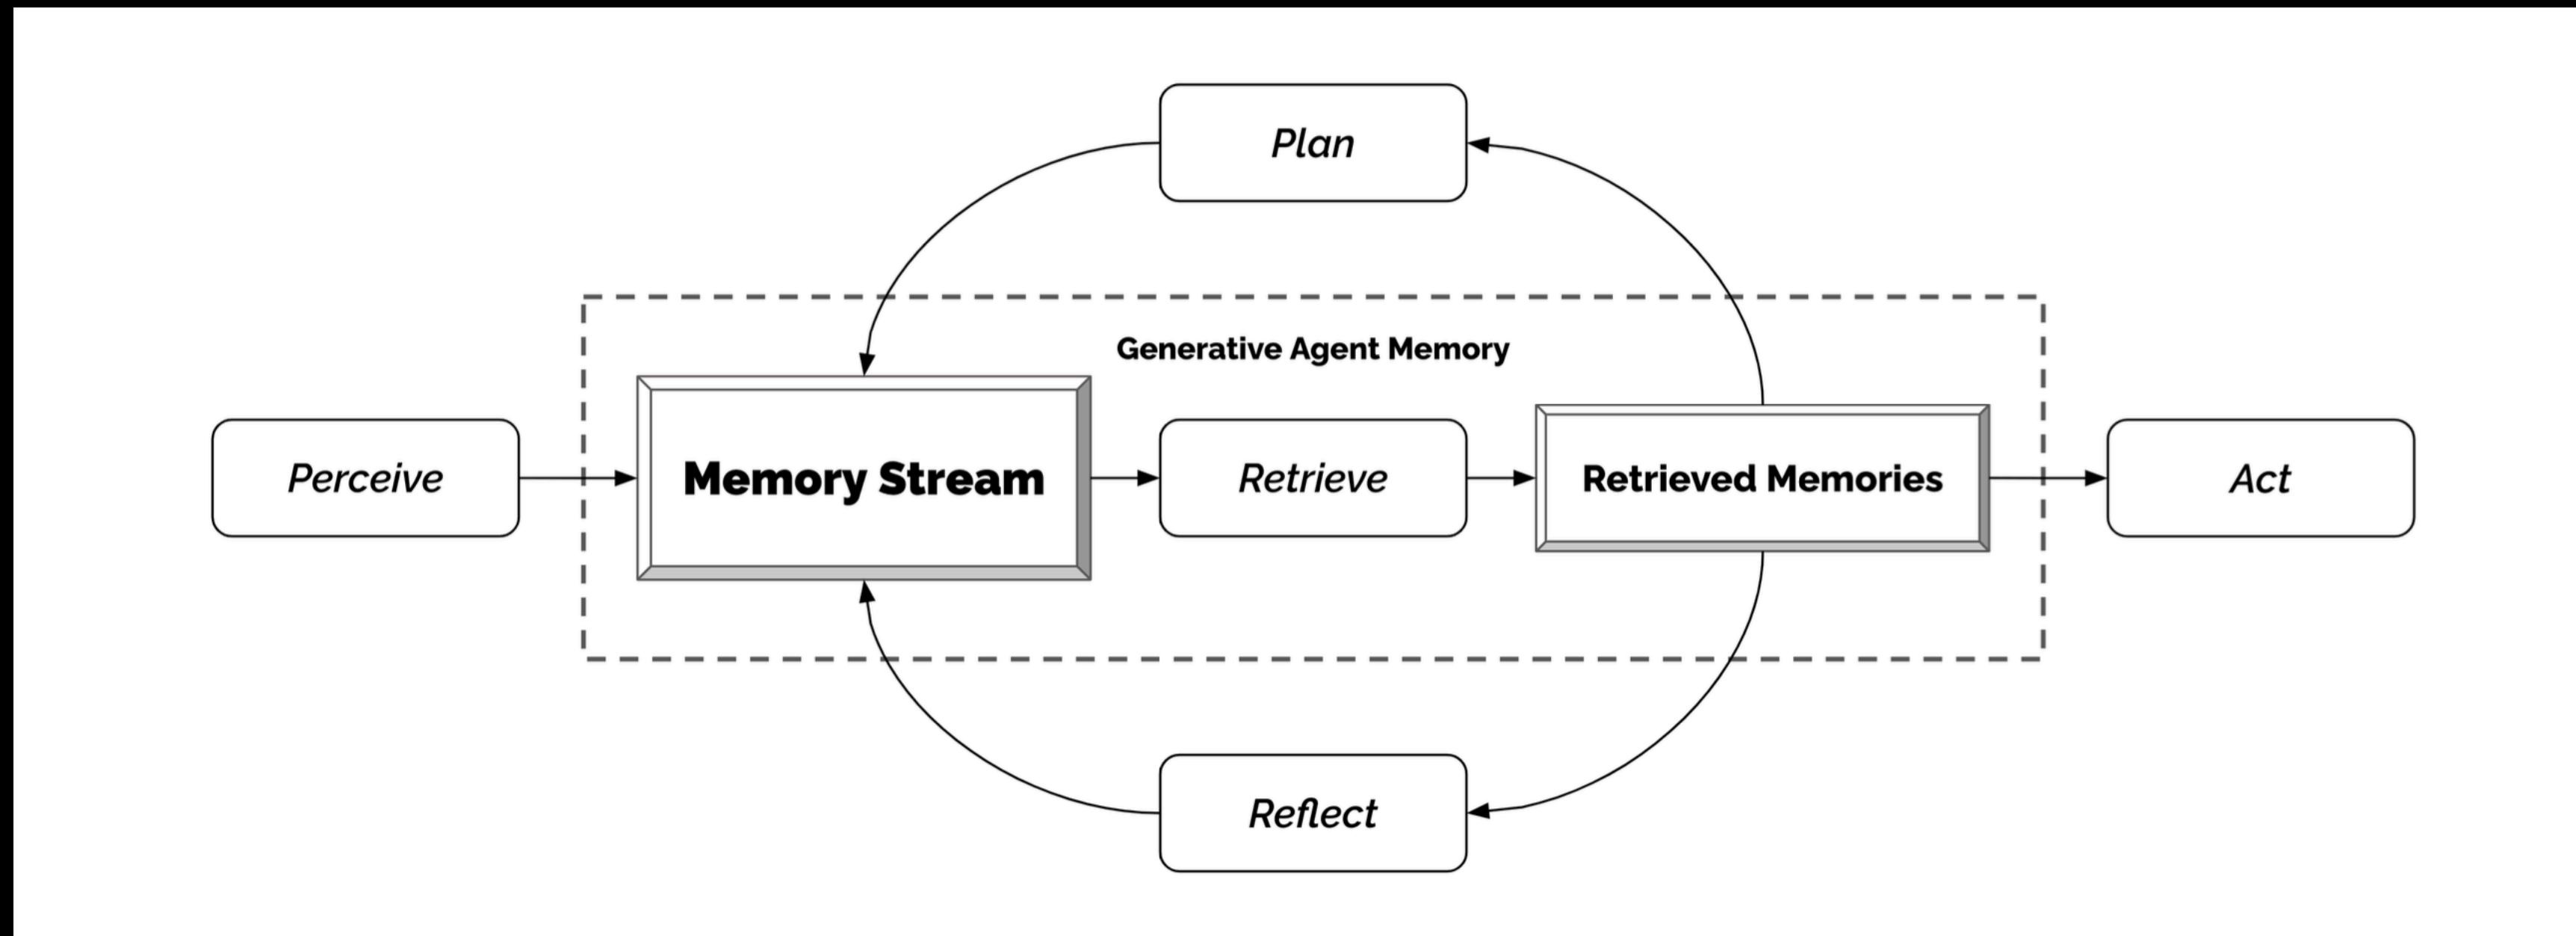 Plan
Generative Agent Memory
Perceive
Memory Stream
Retrieve
Retrieved Memories
Act
Reflect